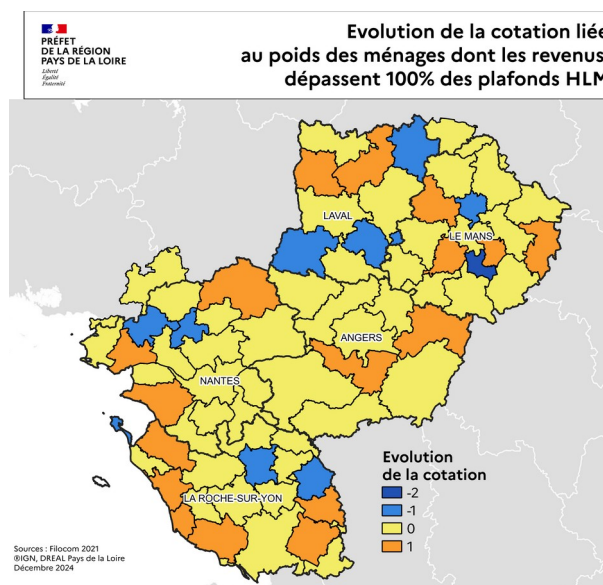 PRÉFET
DE LA RÉGION
PAYS DE LA LOIRE
Liberté
Égalité
Fraternité
Evolution de la cotation liée
au poids des ménages dont les revenus
dépassent 100% des plafonds HLM
LAVAL
LE MANS
ANGERS
NANTES
LA ROCHE-SUR-YON
Evolution
de la cotation
-2
-1
0
1
Sources : Filocom 2021
®IGN, DREAL Pays de la Loire
Décembre 2024